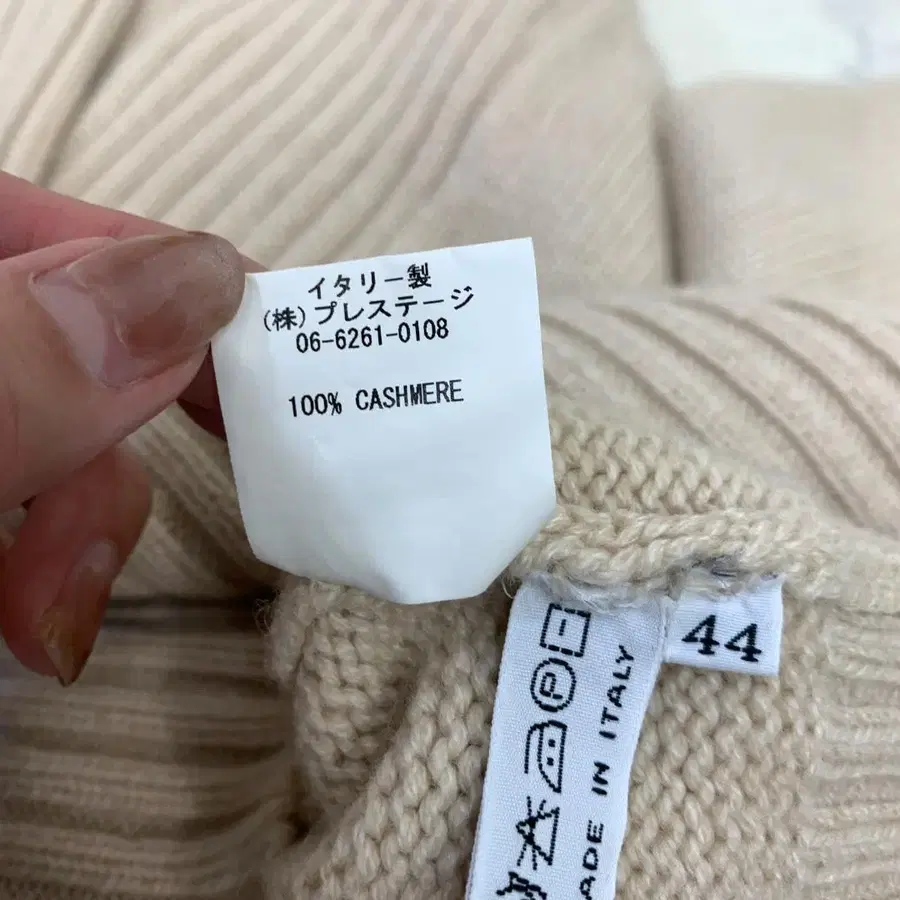 イタリー製
(株)プレステージ
06-6261-0108
100% CASHMERE
44
MADE IN ITALY